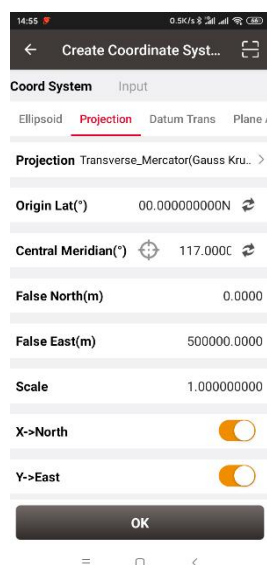 14:55 0.5K/s 88
Create Coordinate Syst...
Coord System Input
Ellipsoid Projection Datum Trans Plane
Projection Transverse_Mercator(Gauss Kru.. >
Origin Lat(°) 00.000000000N
Central Meridian(°) 117.000
False North(m) 0.0000
False East(m) 500000.0000
Scale 1.000000000
X->North
Y->East
OK